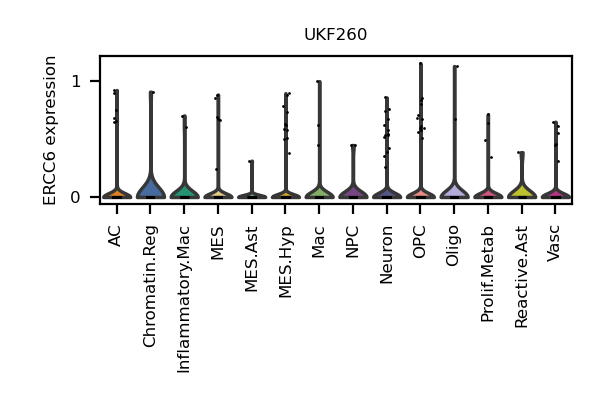 UKF260
ERCC6 expression
1
0
AC
Chromatin.Reg
Inflammatory.Mac
MES
MES.Ast
MES.Hyp
Mac
NPC
Neuron
OPC
Oligo
Prolif.Metab
Reactive.Ast
Vasc